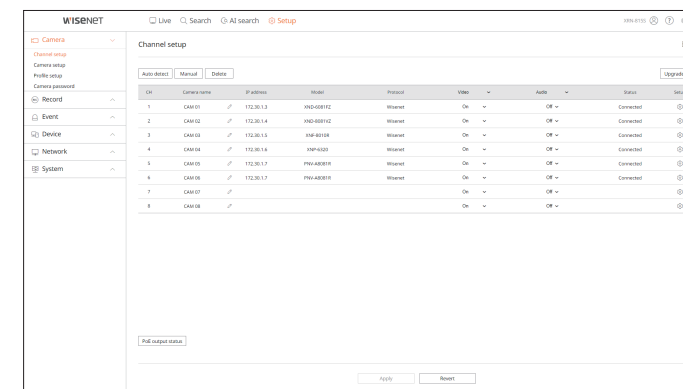 WISENET Live Search AI search Setup XRN-815S
Camera
Channel setup
Camera setup
Profile setup
Camera password
Record
Event
Device
Network
System
Channel setup
Auto detect Manual Delete Upgrade
CH Camera name IP address Model Protocol Video Audio Status Setu
1 CAM 01 172.30.1.3 XND-6081FZ Wisenet On Off Connected
2 CAM 02 172.30.1.4 Wisenet On Off Connected
3 CAM 03 172.30.1.5 XNF-8010R Wisenet On Off Connected
4 CAM 04 172.30.1.6 XNP-6320 Wisenet On Off Connected
5 CAM 05 172.30.1.7 PNV-A8081R Wisenet On Off Connected
6 CAM 06 172.30.1.7 PNV-A8081R Wisenet On Off Connected
7 CAM 07 On Off
8 CAM 08 On Off
PoE output status
Apply Revert